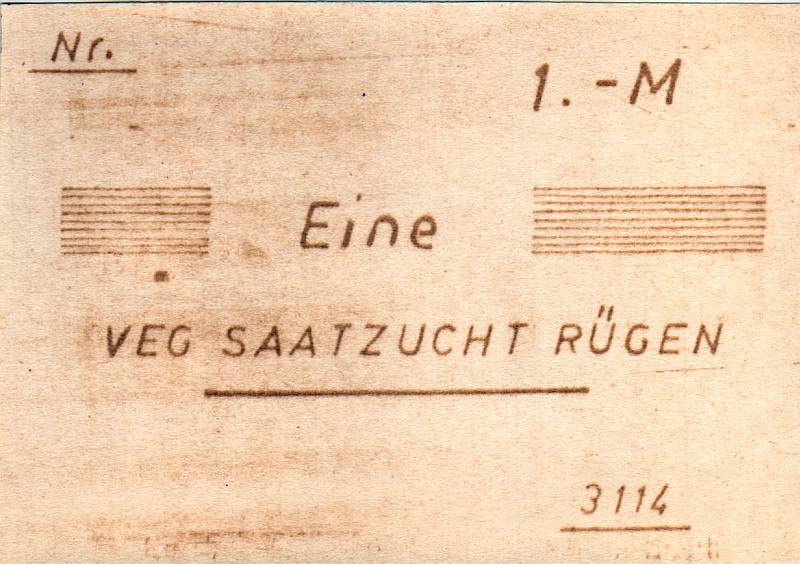 Nr.
1.-M
Eine
VEG SAATZUCHT RÜGEN
3114